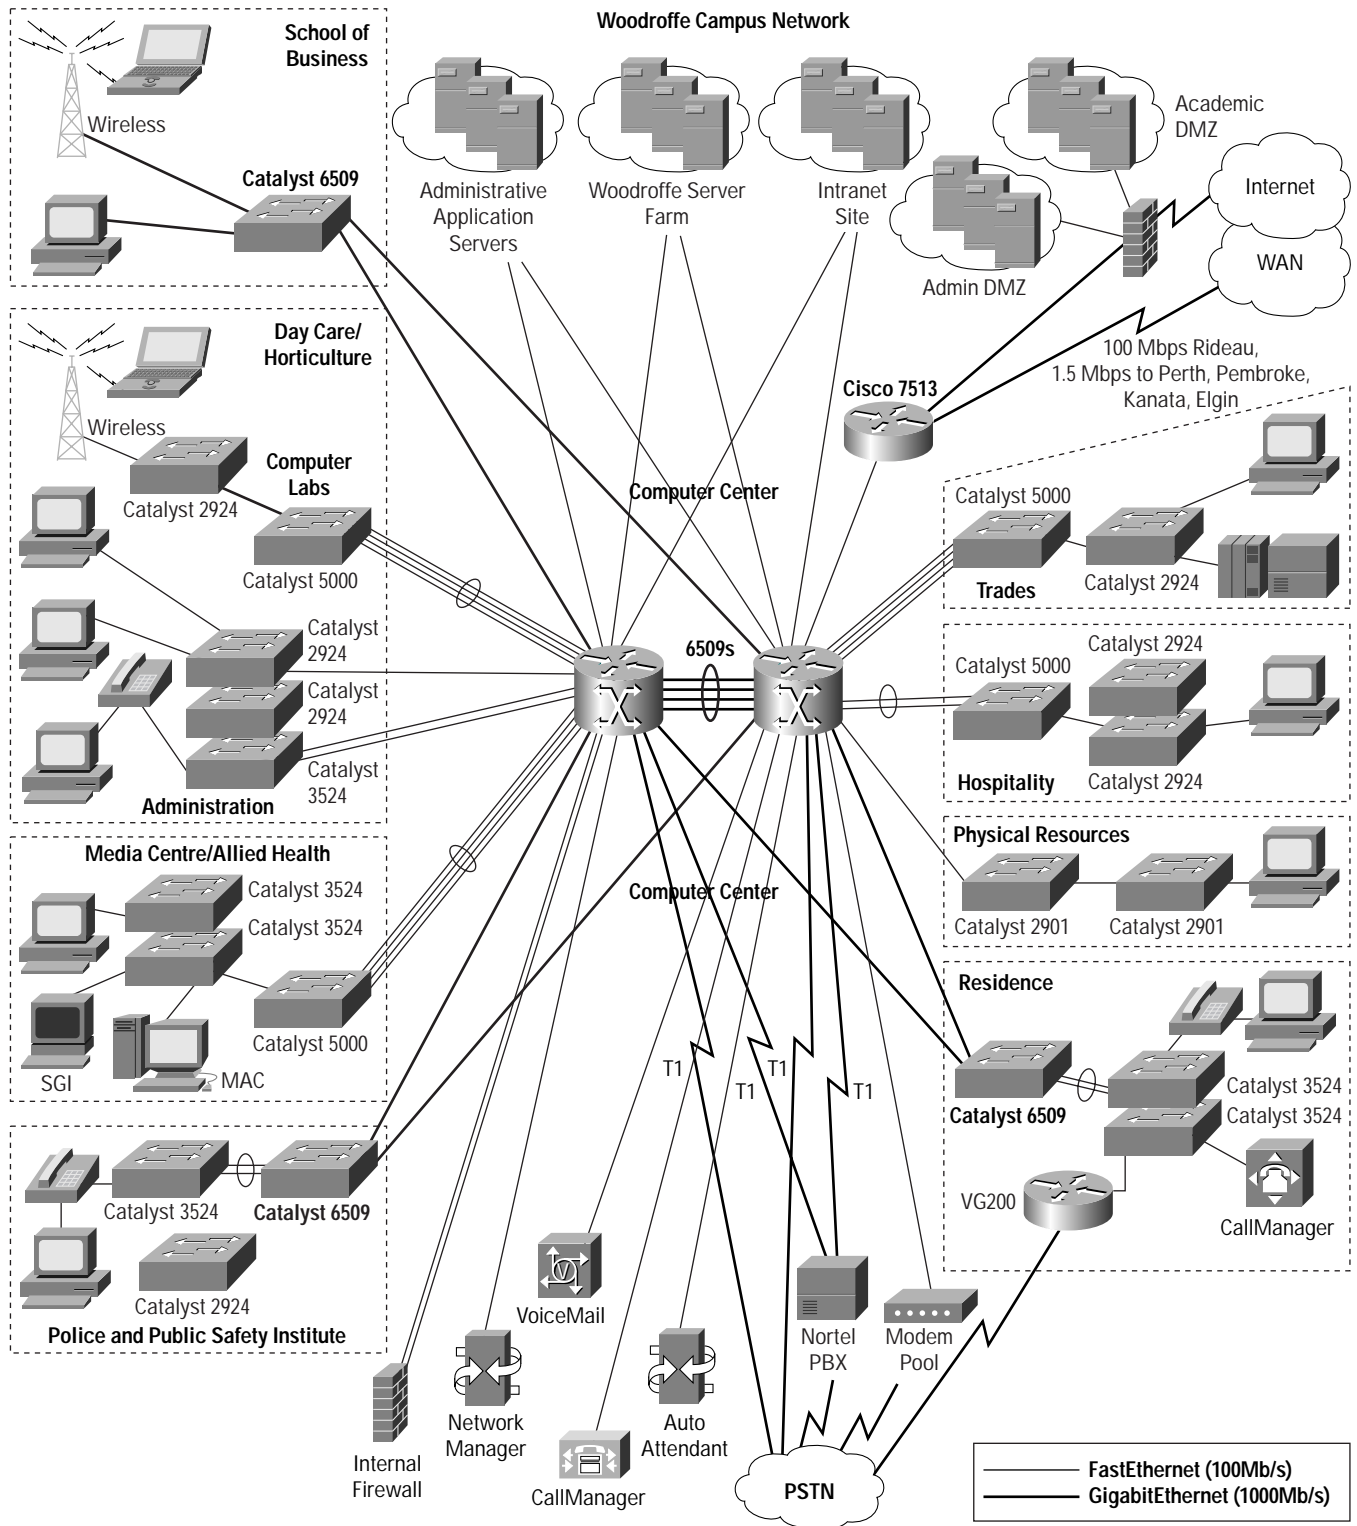 Woodroffe Campus Network
School of
Business
Wireless
Catalyst 6509
Administrative
Application
Servers
Woodroffe Server
Farm
Intranet
Site
Academic
DMZ
Admin DMZ
Internet
WAN
100 Mbps Rideau,
1.5 Mbps to Perth, Pembroke,
Kanata, Elgin
Cisco 7513
Day Care/
Horticulture
Wireless
Catalyst 2924
Computer
Labs
Catalyst 5000
Catalyst
2924
Catalyst
2924
Catalyst
3524
Administration
Computer Center
6509s
Computer Center
Catalyst 5000
Catalyst 2924
Trades
Catalyst 2924
Catalyst 5000
Catalyst 2924
Hospitality
Physical Resources
Catalyst 2901
Catalyst 2901
Media Centre/Allied Health
Catalyst 3524
Catalyst 3524
Catalyst 5000
SGI
MAC
Residence
Catalyst 3524
Catalyst 3524
Catalyst 6509
VG200
CallManager
T1
T1
T1
T1
Catalyst 3524
Catalyst 6509
Catalyst 2924
Police and Public Safety Institute
V
VoiceMail
Nortel
PBX
Modem
Pool
Internal
Firewall
Network
Manager
CallManager
Auto
Attendant
PSTN
FastEthernet (100Mb/s)
GigabitEthernet (1000Mb/s)